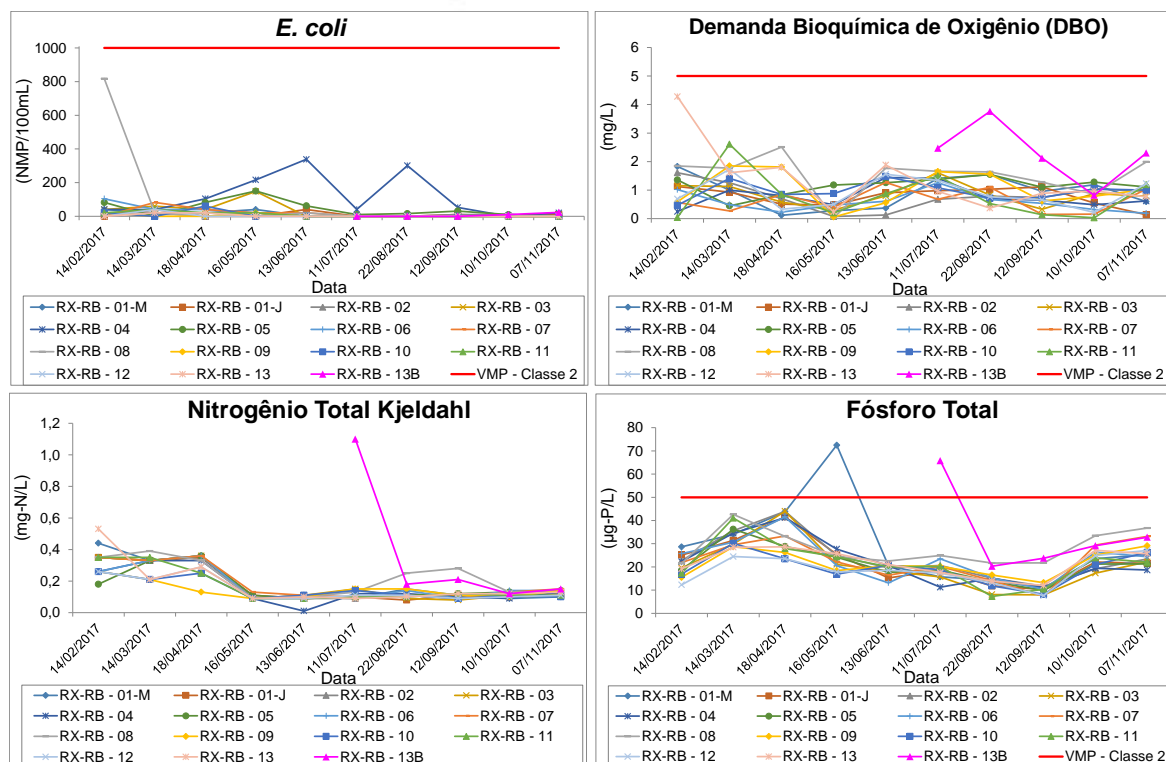 E. coli
(NMP/100mL)
1000
800
600
400
200
0
14/02/2017
14/03/2017
18/04/2017
16/05/2017
13/06/2017
11/07/2017
22/08/2017
12/09/2017
10/10/2017
07/11/2017
Data
RX-RB - 01-M RX-RB - 01-J RX-RB - 02 RX-RB - 03
RX-RB - 04 RX-RB - 05 RX-RB - 06 RX-RB - 07
RX-RB - 08 RX-RB - 09 RX-RB - 10 RX-RB - 11
RX-RB - 12 RX-RB - 13 RX-RB - 13B VMP - Classe 2
Demanda Bioquímica de Oxigênio (DBO)
(mg/L)
6
5
4
3
2
1
0
14/02/2017
14/03/2017
18/04/2017
16/05/2017
13/06/2017
11/07/2017
22/08/2017
12/09/2017
10/10/2017
07/11/2017
Data
RX-RB - 01-M RX-RB - 01-J RX-RB - 02 RX-RB - 03
RX-RB - 04 RX-RB - 05 RX-RB - 06 RX-RB - 07
RX-RB - 08 RX-RB - 09 RX-RB - 10 RX-RB - 11
RX-RB - 12 RX-RB - 13 RX-RB - 13B VMP - Classe 2
Nitrogênio Total Kjeldahl
(mg-N/L)
1,2
1,0
0,8
0,6
0,4
0,2
0,0
14/02/2017
14/03/2017
18/04/2017
16/05/2017
13/06/2017
11/07/2017
22/08/2017
12/09/2017
10/10/2017
07/11/2017
Data
RX-RB - 01-M RX-RB - 01-J RX-RB - 02 RX-RB - 03
RX-RB - 04 RX-RB - 05 RX-RB - 06 RX-RB - 07
RX-RB - 08 RX-RB - 09 RX-RB - 10 RX-RB - 11
RX-RB - 12 RX-RB - 13 RX-RB - 13B
Fósforo Total
(µg-P/L)
80
70
60
50
40
30
20
10
0
14/02/2017
14/03/2017
18/04/2017
16/05/2017
13/06/2017
11/07/2017
22/08/2017
12/09/2017
10/10/2017
07/11/2017
Data
RX-RB - 01-M RX-RB - 01-J RX-RB - 02 RX-RB - 03
RX-RB - 04 RX-RB - 05 RX-RB - 06 RX-RB - 07
RX-RB - 08 RX-RB - 09 RX-RB - 10 RX-RB - 11
RX-RB - 12 RX-RB - 13 RX-RB - 13B VMP - Classe 2